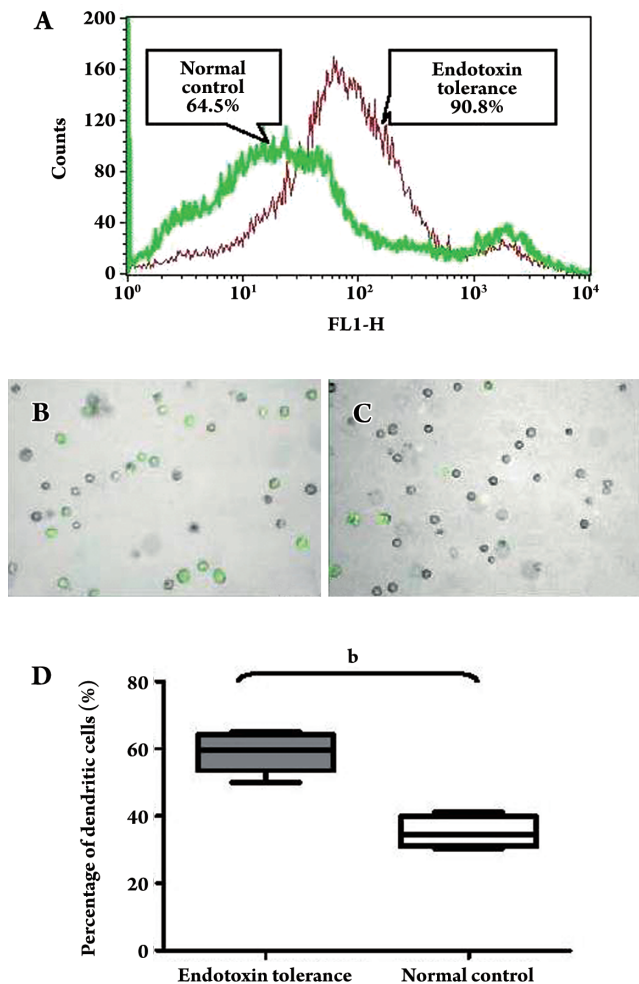 A
200
160
120
80
40
0
Counts
Normal
control
64.5%
Endotoxin
tolerance
90.8%
10⁰ 10¹ 10² 10³ 10⁴
FL1-H
B
C
D
b
Percentage of dendritic cells (%)
80
60
40
20
0
Endotoxin tolerance Normal control